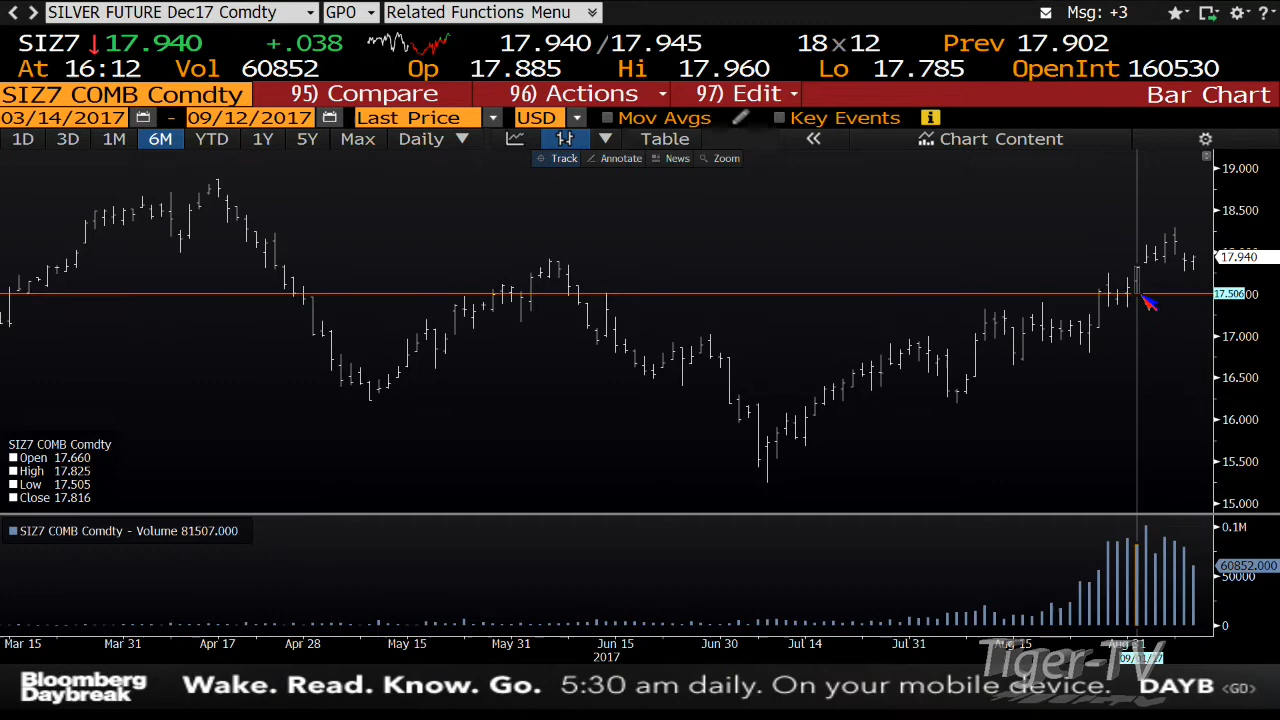 SILVER FUTURE Dec17 Comdty GPO Related Functions Menu Msg: +3
SIZ7 ↓17.940 +.038 17.940/17.945 18x12 Prev 17.902
At 16:12 Vol 60852 Op 17.885 Hi 17.960 Lo 17.785 OpenInt 160530
SIZ7 COMB Comdty 95) Compare 96) Actions 97) Edit Bar Chart
03/14/2017 - 09/12/2017 Last Price USD Mov Avgs Key Events
1D 3D 1M 6M YTD 1Y 5Y Max Daily Table « Chart Content
Track Annotate News Zoom
19.000
18.500
17.940
17.506
17.000
16.500
16.000
15.500
15.000
SIZ7 COMB Comdty
Open 17.660
High 17.825
Low 17.505
Close 17.816
SIZ7 COMB Comdty - Volume 81507.000
0.1M
60852.000
50000
0
Mar 15 Mar 31 Apr 17 Apr 28 May 15 May 31 Jun 15 Jun 30 Jul 14 Jul 31 Aug 15 Aug 31
2017
09/01/17
Tiger-TV
Bloomberg
Daybreak
Wake. Read. Know. Go. 5:30 am daily. On your mobile device. DAYB <GO>